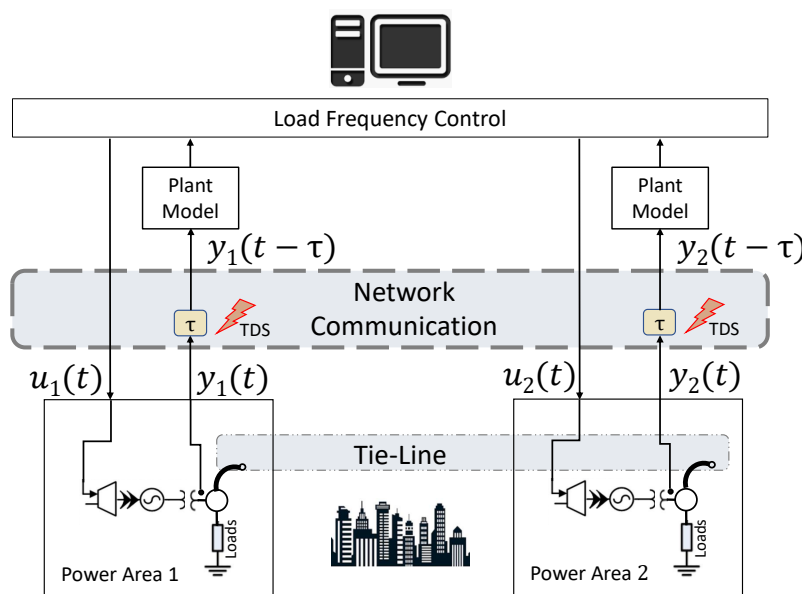 Load Frequency Control
Plant
Model
Plant
Model
y₁(t − τ)
y₂(t − τ)
Network
Communication
τ
TDS
τ
TDS
u₁(t)
y₁(t)
u₂(t)
y₂(t)
Tie-Line
Loads
Loads
Power Area 1
Power Area 2